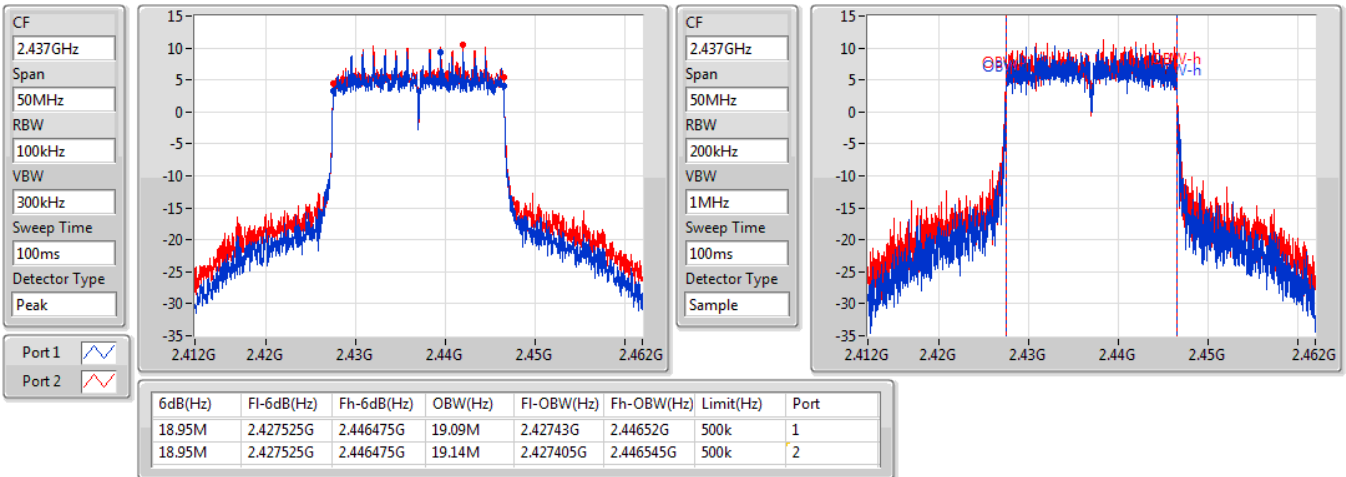 CF
2.437GHz
Span
50MHz
RBW
100kHz
VBW
300kHz
Sweep Time
100ms
Detector Type
Peak
Port 1
Port 2
15
10
5
0
-5
-10
-15
-20
-25
-30
-35
2.412G 2.42G 2.43G 2.44G 2.45G 2.462G
CF
2.437GHz
Span
50MHz
RBW
200kHz
VBW
1MHz
Sweep Time
100ms
Detector Type
Sample
15
10
5
0
-5
-10
-15
-20
-25
-30
-35
2.412G 2.42G 2.43G 2.44G 2.45G 2.462G
6dB(Hz) Fl-6dB(Hz) Fh-6dB(Hz) OBW(Hz) Fl-OBW(Hz) Fh-OBW(Hz) Limit(Hz) Port
18.95M 2.427525G 2.446475G 19.09M 2.42743G 2.44652G 500k 1
18.95M 2.427525G 2.446475G 19.14M 2.427405G 2.446545G 500k 2